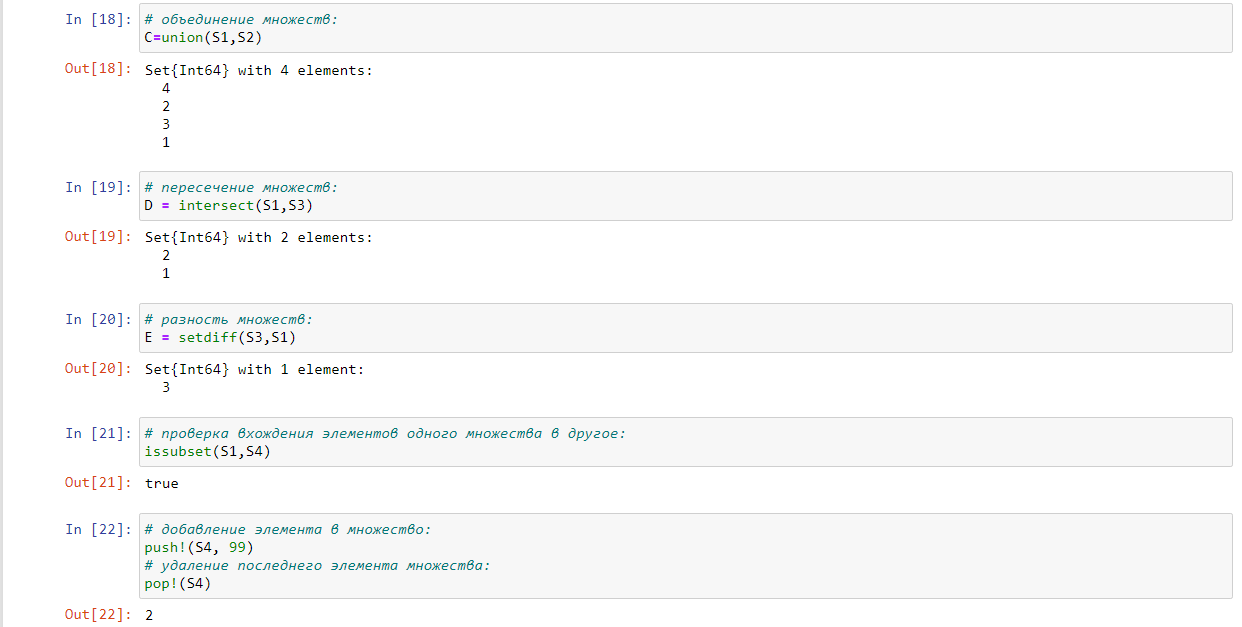 In [18]: # объединение множеств:
C=union(S1,S2)
Out[18]: Set{Int64} with 4 elements:
4
2
3
1
In [19]: # пересечение множеств:
D = intersect(S1,S3)
Out[19]: Set{Int64} with 2 elements:
2
1
In [20]: # разность множеств:
E = setdiff(S3,S1)
Out[20]: Set{Int64} with 1 element:
3
In [21]: # проверка вхождения элементов одного множества в другое:
issubset(S1,S4)
Out[21]: true
In [22]: # добавление элемента в множество:
push!(S4, 99)
# удаление последнего элемента множества:
pop!(S4)
Out[22]: 2